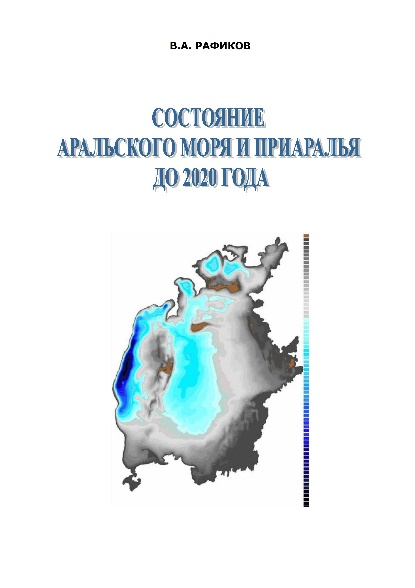 В.А. РАФИКОВ
СОСТОЯНИЕ
АРАЛЬСКОГО МОРЯ И ПРИАРАЛЬЯ
ДО 2020 ГОДА